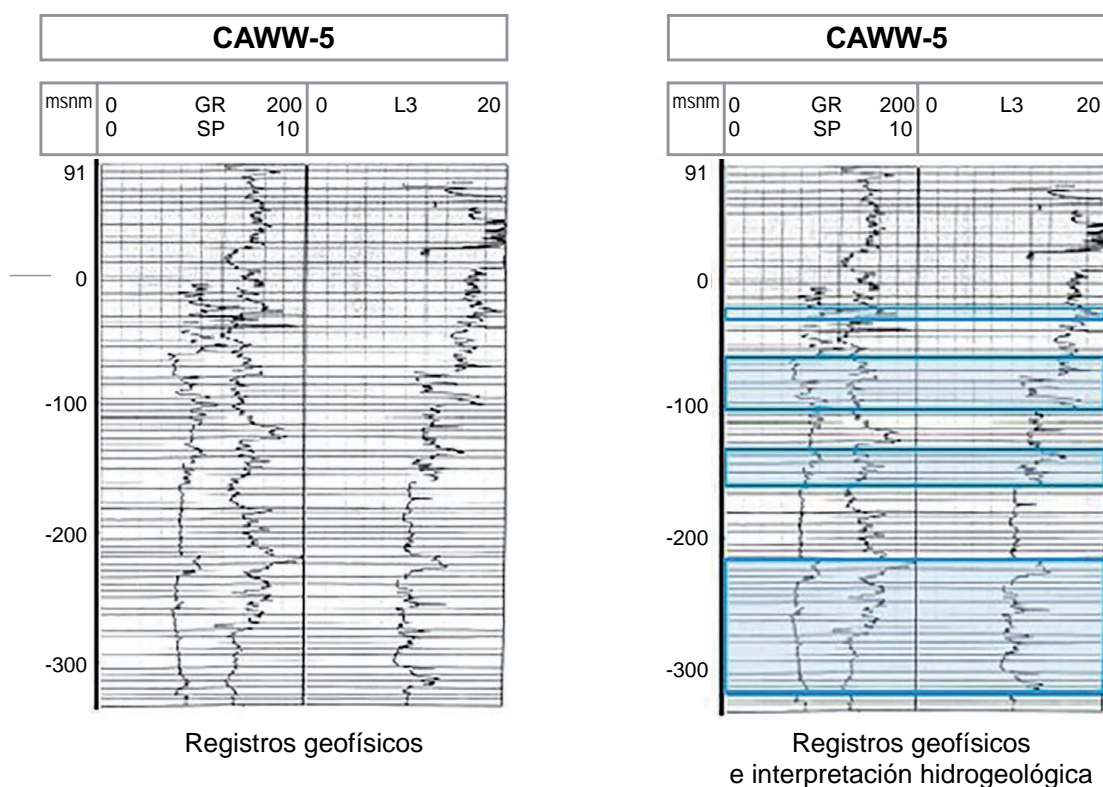 CAWW-5
msnm 0 GR 200 0 L3 20
0 SP 10
91
0
-100
-200
-300
Registros geofísicos
CAWW-5
msnm 0 GR 200 0 L3 20
0 SP 10
91
0
-100
-200
-300
Registros geofísicos
e interpretación hidrogeológica